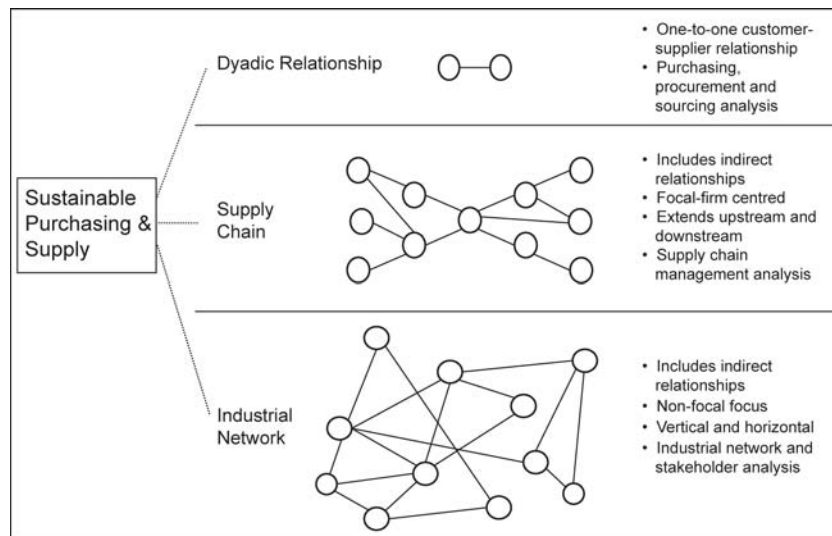 Sustainable
Purchasing &
Supply
Dyadic Relationship
• One-to-one customer-
supplier relationship
• Purchasing,
procurement and
sourcing analysis
Supply
Chain
• Includes indirect
relationships
• Focal-firm centred
• Extends upstream and
downstream
• Supply chain
management analysis
Industrial
Network
• Includes indirect
relationships
• Non-focal focus
• Vertical and horizontal
• Industrial network and
stakeholder analysis